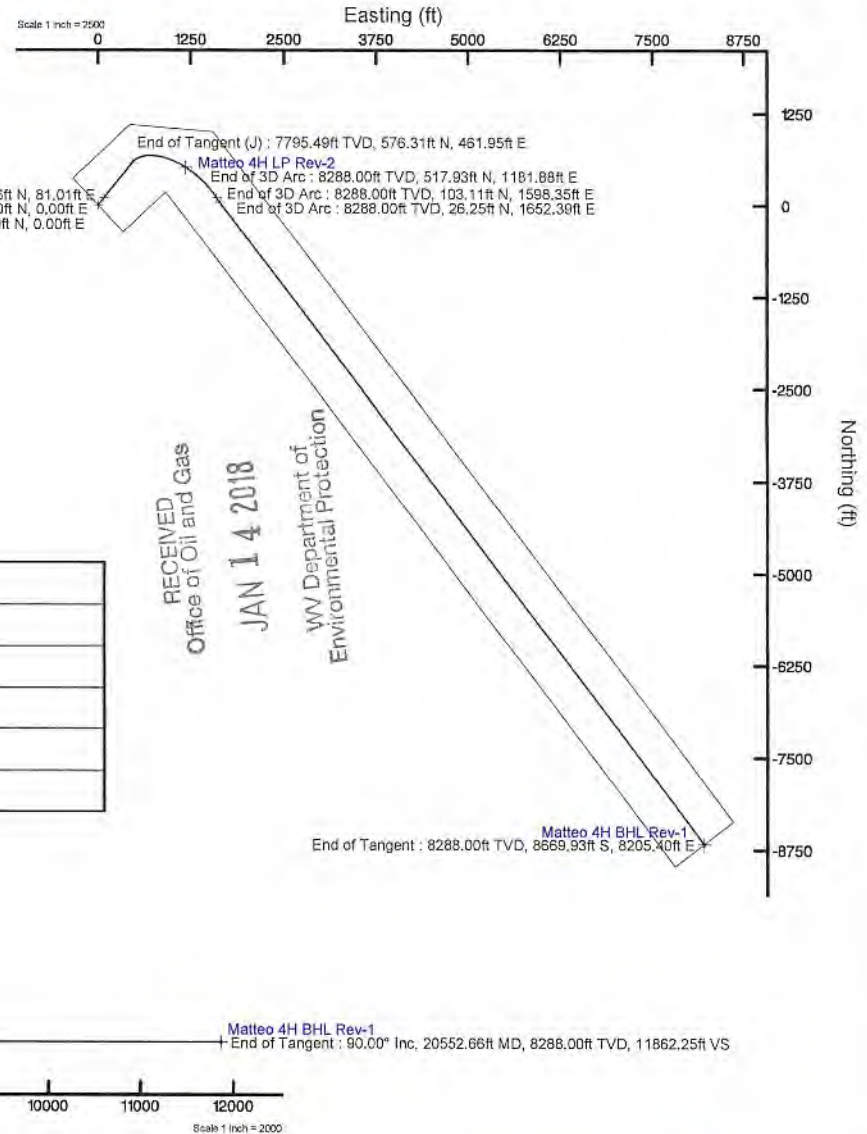 Scale 1 inch = 2500
Easting (ft)
0 1250 2500 3750 5000 6250 7500 8750
1250
0
-1250
-2500
-3750
-5000
-6250
-7500
-8750
Northing (ft)
End of Tangent (J) : 7795.49ft TVD, 576.31ft N, 461.95ft E
Matteo 4H LP Rev-2
End of 3D Arc : 8288.00ft TVD, 517.93ft N, 1181.88ft E
ft N, 81.01ft E
End of 3D Arc : 8288.00ft TVD, 103.11ft N, 1598.35ft E
ft N, 0.00ft E
End of 3D Arc : 8288.00ft TVD, 26.25ft N, 1652.39ft E
ft N, 0.00ft E
RECEIVED
Office of Oil and Gas
JAN 14 2018
WV Department of
Environmental Protection
Matteo 4H BHL Rev-1
End of Tangent : 8288.00ft TVD, 8669.93ft S, 8205.40ft E
Matteo 4H BHL Rev-1
End of Tangent : 90.00° Inc, 20552.66ft MD, 8288.00ft TVD, 11862.25ft VS
10000 11000 12000
Scale 1 inch = 2000